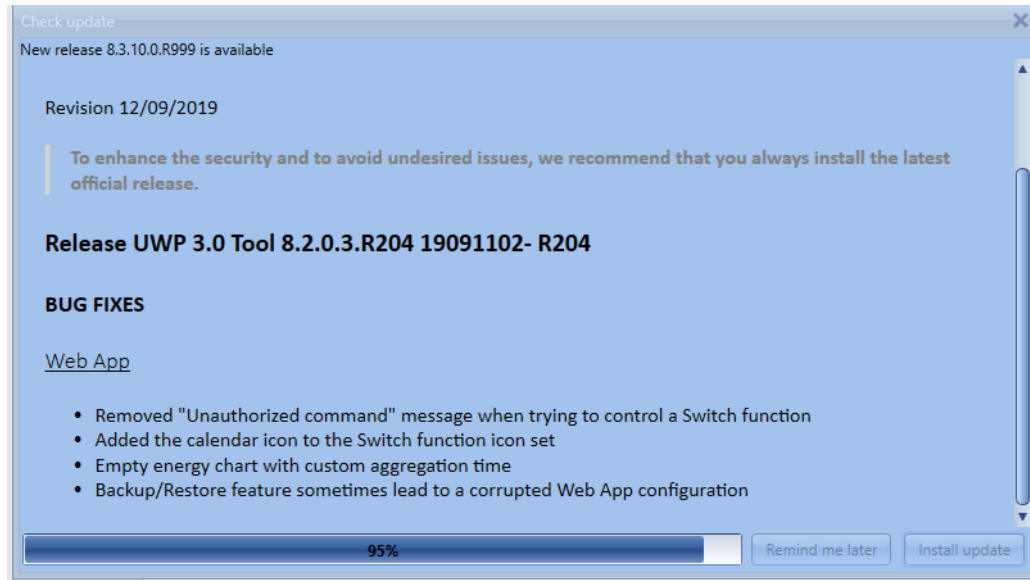 Check update
New release 8.3.10.0.R999 is available
Revision 12/09/2019
To enhance the security and to avoid undesired issues, we recommend that you always install the latest
official release.
Release UWP 3.0 Tool 8.2.0.3.R204 19091102- R204
BUG FIXES
Web App
• Removed "Unauthorized command" message when trying to control a Switch function
• Added the calendar icon to the Switch function icon set
• Empty energy chart with custom aggregation time
• Backup/Restore feature sometimes lead to a corrupted Web App configuration
95%
Remind me later
Install update